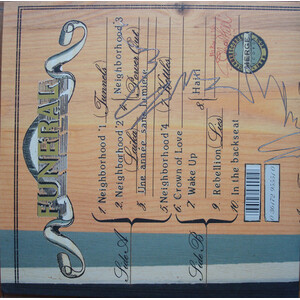 FUNERAL
Side A
1 Neighborhood '1 Tunnels
2. Neighborhood '2 Laika
3. Une année sans lumière
Neighborhood '3 Power Out
5 Neighborhood '4 7 Kettles
6 Crown of Love
7 Wake Up
8. Haïti
9. Rebellion Lies
10. In the backseat
Side B
MERGE